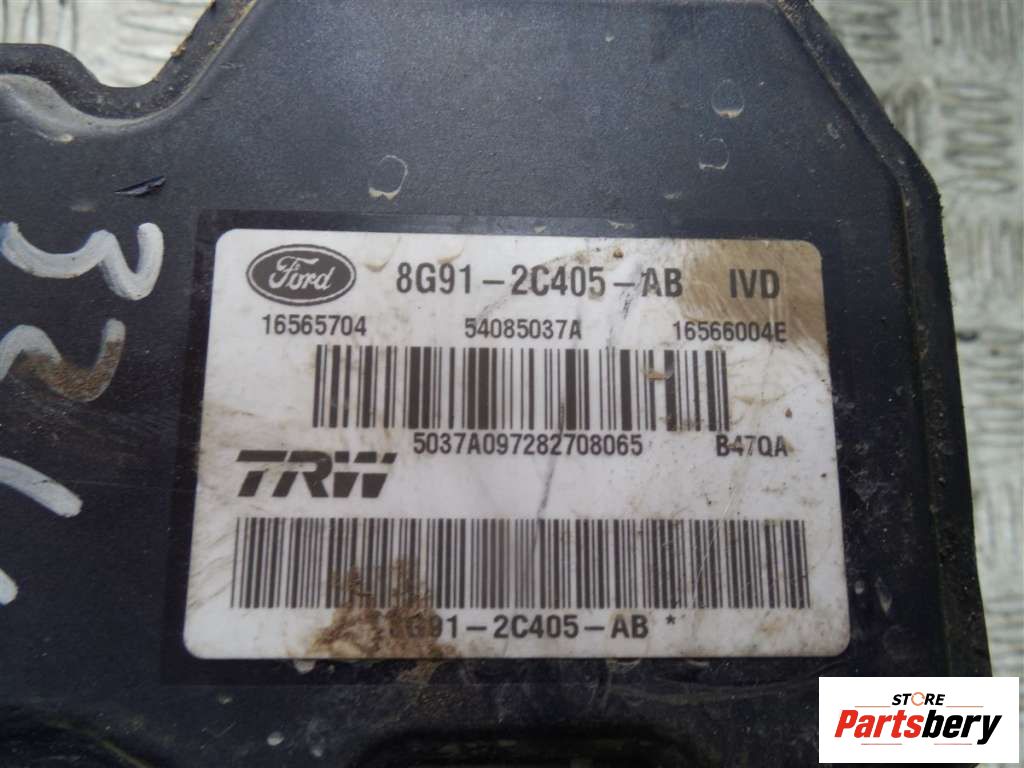 Ford 8G91-2C405-AB IVD
16565704 54085037A 16566004E
5037A097282708065 B47QA
TRW
8G91-2C405-AB *
STORE
Partsbery